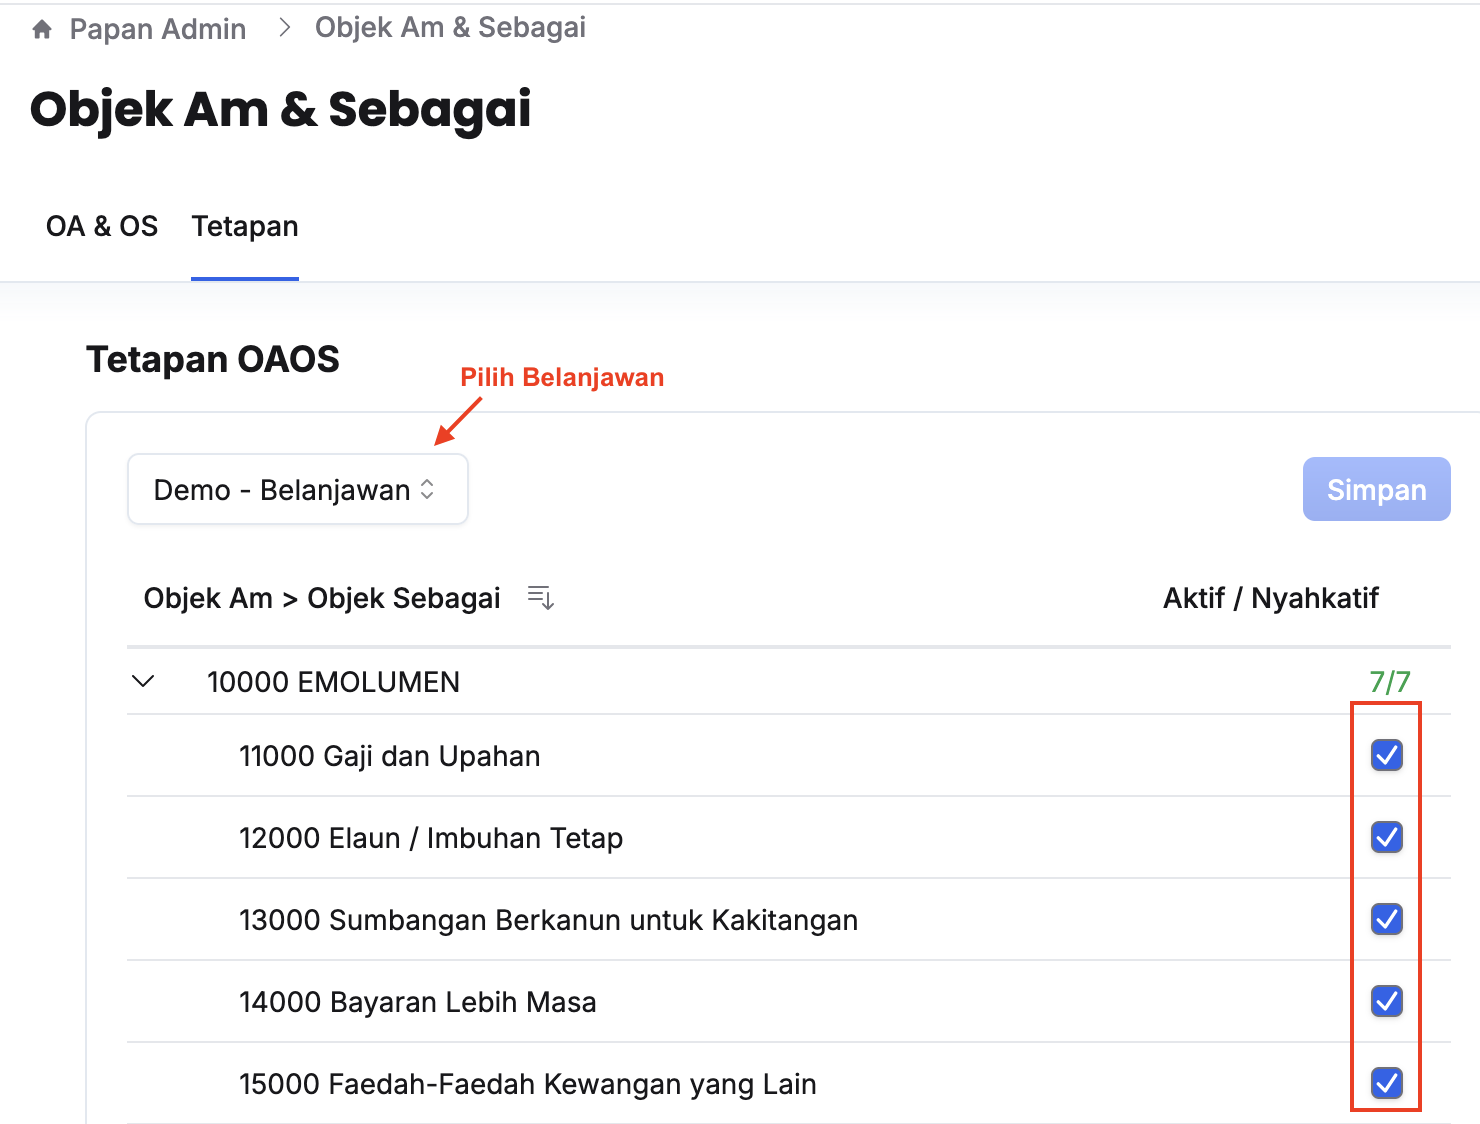 Papan Admin > Objek Am & Sebagai
Objek Am & Sebagai
OA & OS Tetapan
Tetapan OAOS
Pilih Belanjawan
Demo - Belanjawan
Simpan
Objek Am > Objek Sebagai
Aktif / Nyahkatif
10000 EMOLUMEN 7/7
11000 Gaji dan Upahan
12000 Elaun / Imbuhan Tetap
13000 Sumbangan Berkanun untuk Kakitangan
14000 Bayaran Lebih Masa
15000 Faedah-Faedah Kewangan yang Lain